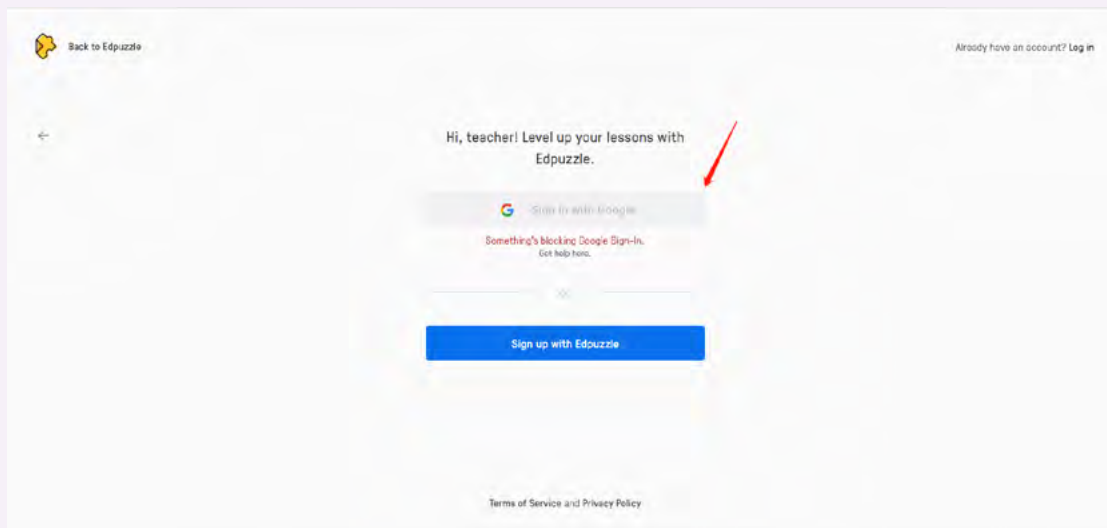 Back to Edpuzzle
Already have an account? Log in
Hi, teacher! Level up your lessons with
Edpuzzle.
Sign in with Google
Something's blocking Google Sign-In.
Get help here.
Sign up with Edpuzzle
Terms of Service and Privacy Policy